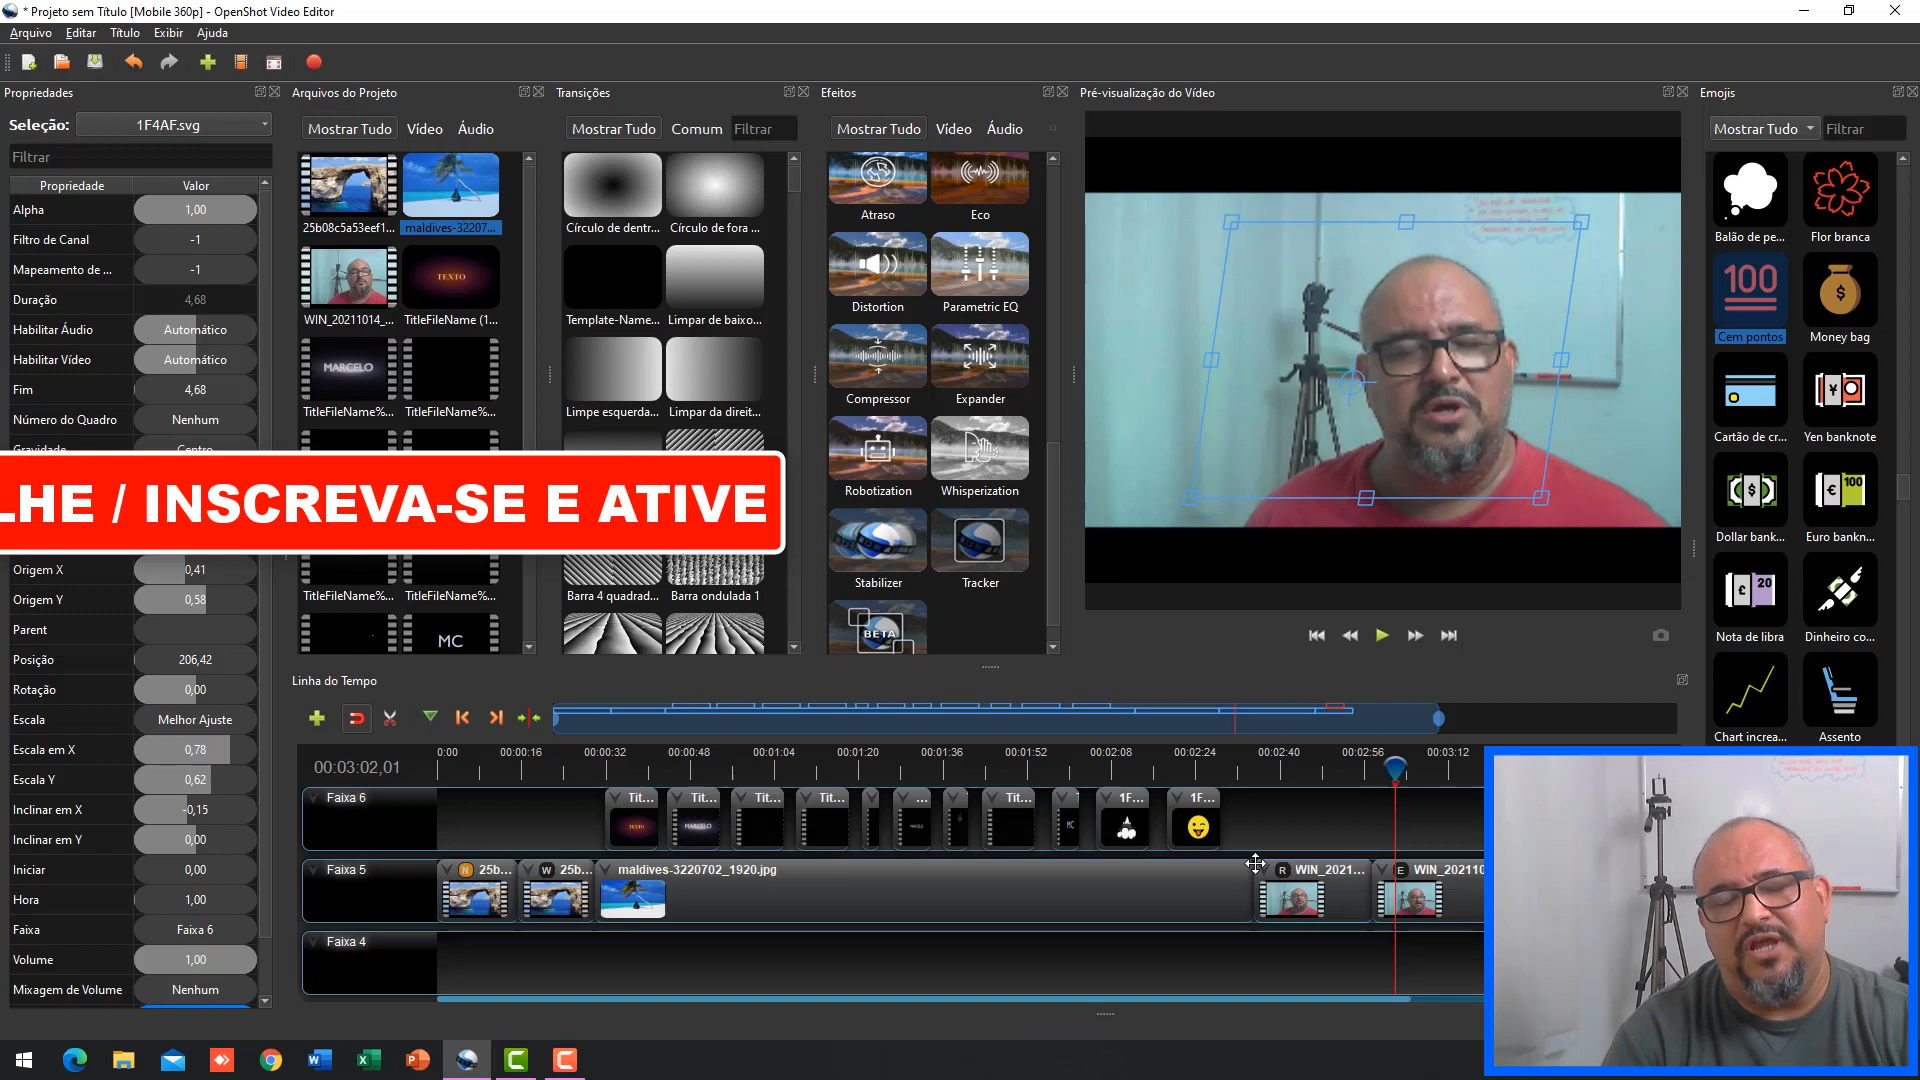 * Projeto sem Título [Mobile 360p] - OpenShot Video Editor
Arquivo Editar Título Exibir Ajuda
Propriedades
Seleção: 1F4AF.svg
Filtrar
Propriedade Valor
Alpha 1,00
Filtro de Canal -1
Mapeamento de ... -1
Duração 4,68
Habilitar Áudio Automático
Habilitar Vídeo Automático
Fim 4,68
Número do Quadro Nenhum
LHE / INSCREVA-SE E ATIVE
Origem X 0,41
Origem Y 0,58
Parent
Posição 206,42
Rotação 0,00
Escala Melhor Ajuste
Escala em X 0,78
Escala Y 0,62
Inclinar em X -0,15
Inclinar em Y 0,00
Iniciar 0,00
Hora 1,00
Faixa Faixa 6
Volume 1,00
Mixagem de Volume Nenhum
Arquivos do Projeto
Mostrar Tudo Vídeo Áudio
25b08c5a53eef1... maldives-32207...
TEXTO
WIN_20211014_... TitleFileName (1...
MARCELO
TitleFileName%... TitleFileName%...
TitleFileName%... TitleFileName%...
MC
Transições
Mostrar Tudo Comum Filtrar
Círculo de dentr... Círculo de fora ...
Template-Name... Limpar de baixo...
Limpe esquerda... Limpar da direit...
Barra 4 quadrad... Barra ondulada 1
Efeitos
Mostrar Tudo Vídeo Áudio
Atraso Eco
Distortion Parametric EQ
Compressor Expander
Robotization Whisperization
Stabilizer Tracker
BETA
Pré-visualização do Vídeo
Emojis
Mostrar Tudo Filtrar
Balão de pe... Flor branca
100
Cem pontos Money bag
Cartão de cr... Yen banknote
100
Dollar bank... Euro bankn...
20
Nota de libra Dinheiro co...
Chart increa... Assento
Linha do Tempo
00:03:02,01
0:00 00:00:16 00:00:32 00:00:48 00:01:04 00:01:20 00:01:36 00:01:52 00:02:08 00:02:24 00:02:40 00:02:56 00:03:12
Faixa 6 Tit... Tit... Tit... Tit... ... Tit... 1F... 1F...
TEXTO MARCELO MC
Faixa 5 N 25b... W 25b... maldives-3220702_1920.jpg R WIN_2021... E WIN_202110
Faixa 4